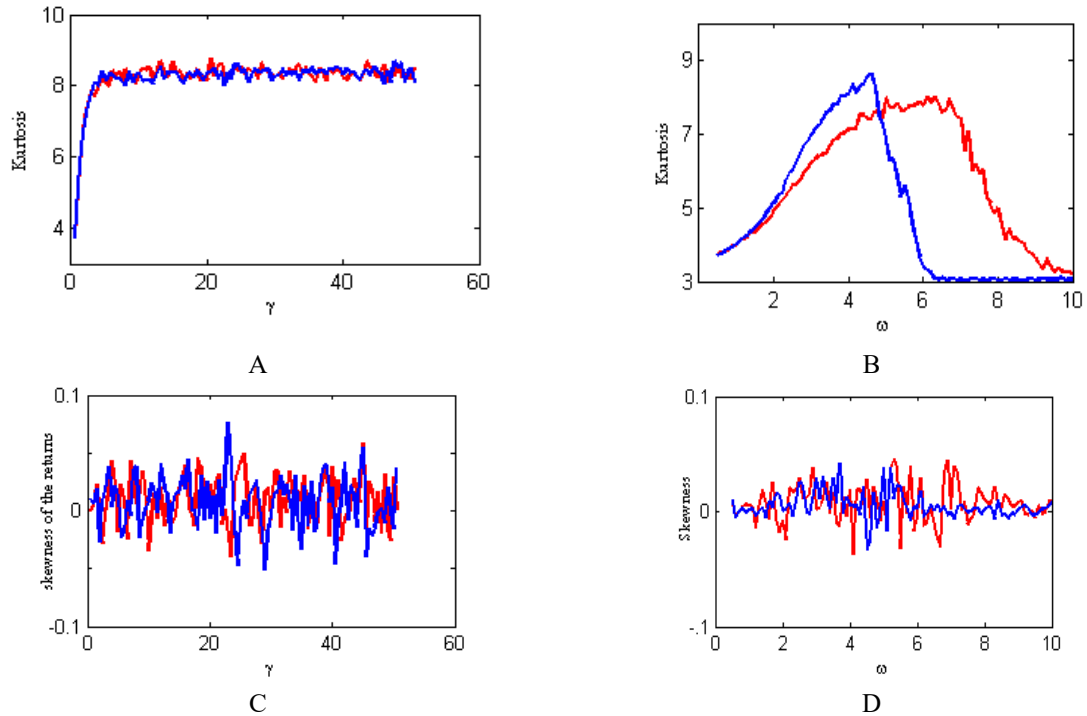 10
8
6
4
Kurtosis
0 20 40 60
γ
A
9
7
5
3
Kurtosis
2 4 6 8 10
ω
B
0.1
0
-0.1
skewness of the returns
0 20 40 60
γ
C
0.1
0
-.1
Skewness
0 2 4 6 8 10
ω
D